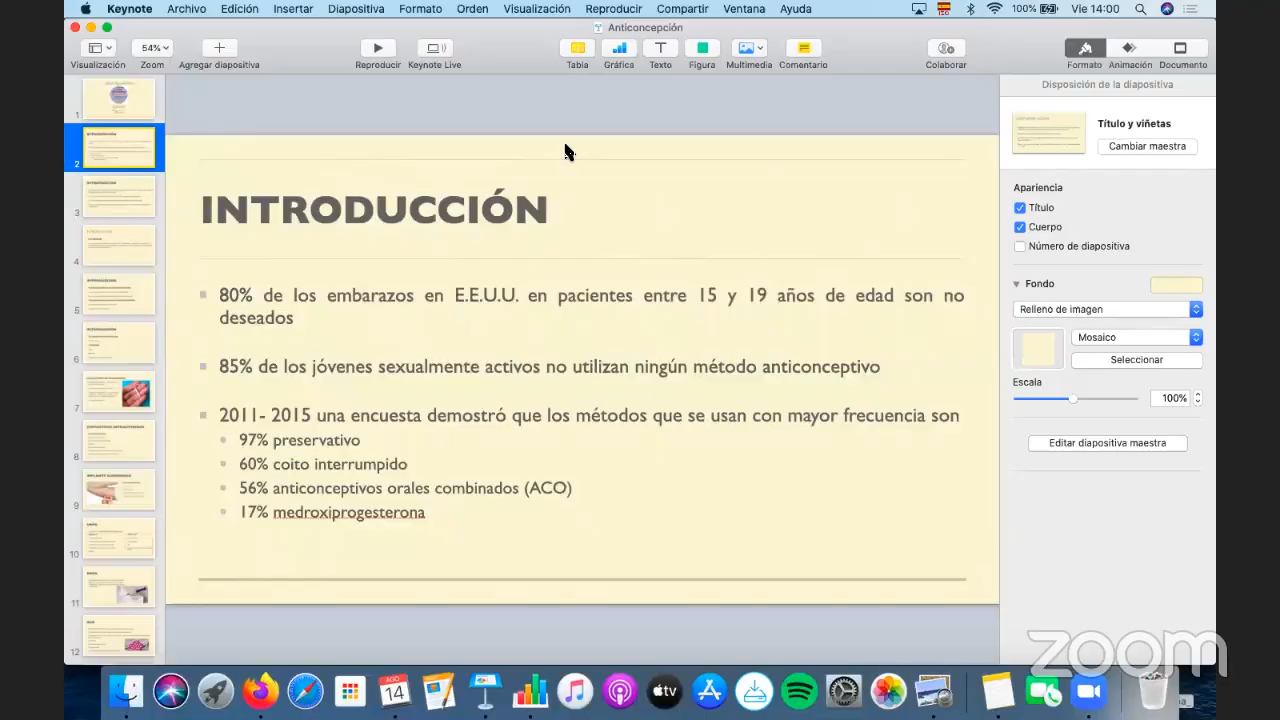 Keynote Archivo Edición Insertar Diapositiva Formato Orden Visualización Reproducir Compartir Ventana Ayuda 100% Vie 14:00
Anticoncepción
54%
Visualización Zoom Agregar diapositiva Reproducir Keynote Live Tabla Gráfica Texto Figura Multimedia Comentario Colaborar Formato Animación Documento
Disposición de la diapositiva
Título y viñetas
Cambiar maestra
Apariencia
Título
Cuerpo
Número de diapositiva
Fondo
Relleno de imagen
Mosaico
Seleccionar
Escala
100%
Editar diapositiva maestra
1
2
3
4
5
6
7
8
9
10
11
12
INTRODUCCIÓN
80% de los embarazos en E.E.U.U. en pacientes entre 15 y 19 años de edad son no
deseados
85% de los jóvenes sexualmente activos no utilizan ningún método anticonceptivo
2011- 2015 una encuesta demostró que los métodos que se usan con mayor frecuencia son
97% preservativo
60% coito interrumpido
56% anticonceptivos orales combinados (ACO)
17% medroxiprogesterona
zoom
AGO
14
tv